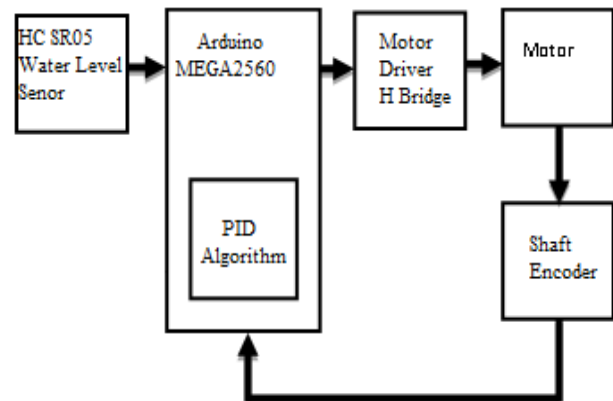 HC SR05
Water Level
Senor
Arduino
MEGA2560
PID
Algorithm
Motor
Driver
H Bridge
Motor
Shaft
Encoder